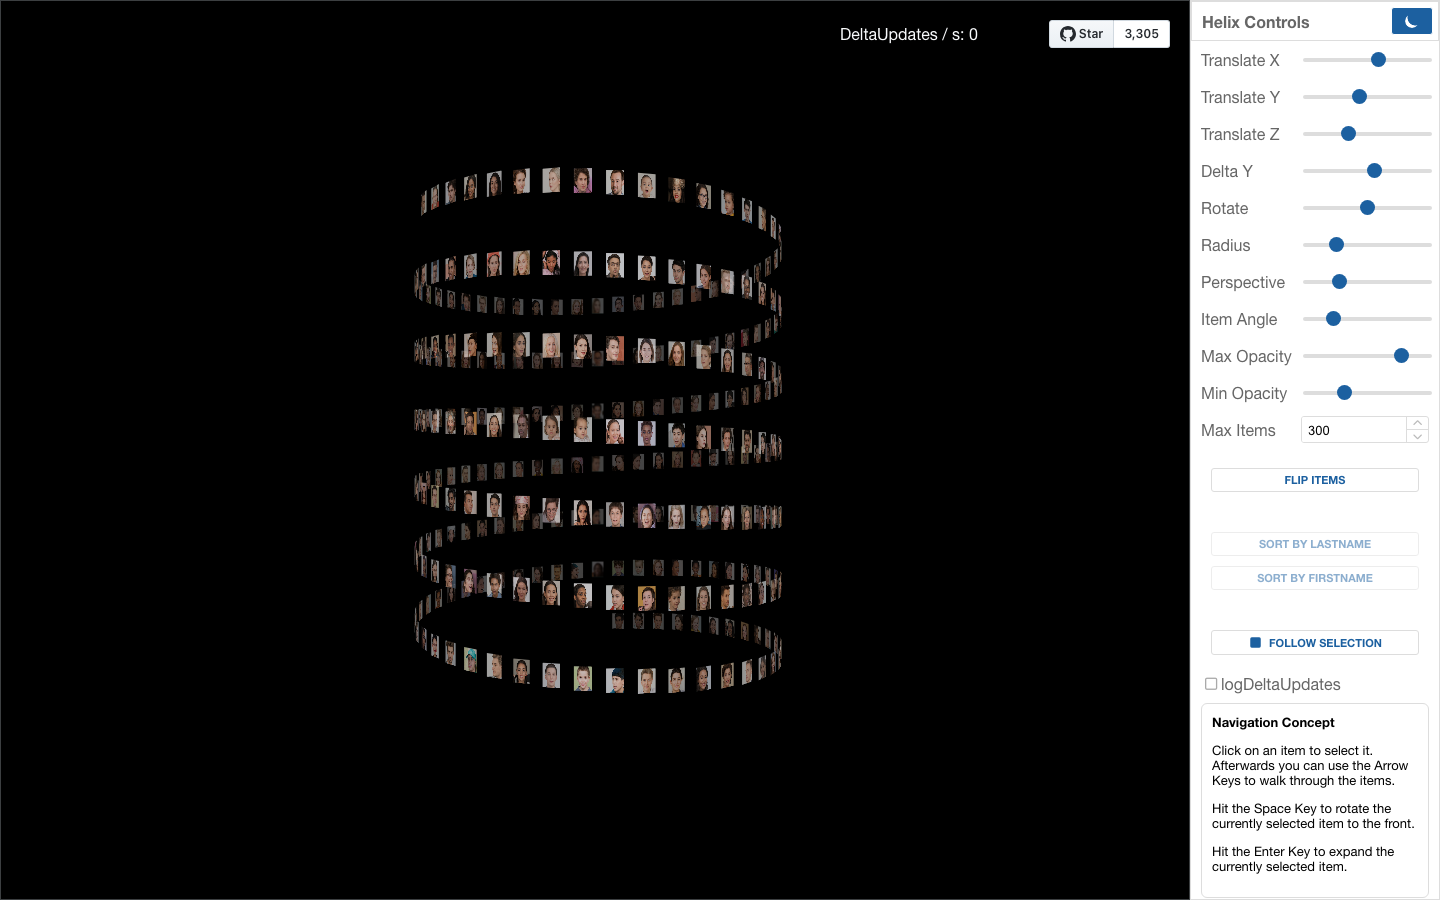 DeltaUpdates / s: 0
Star
3,305
Helix Controls
Translate X
Translate Y
Translate Z
Delta Y
Rotate
Radius
Perspective
Item Angle
Max Opacity
Min Opacity
Max Items
300
FLIP ITEMS
SORT BY LASTNAME
SORT BY FIRSTNAME
FOLLOW SELECTION
logDeltaUpdates
Navigation Concept
Click on an item to select it.
Afterwards you can use the Arrow
Keys to walk through the items.
Hit the Space Key to rotate the
currently selected item to the front.
Hit the Enter Key to expand the
currently selected item.